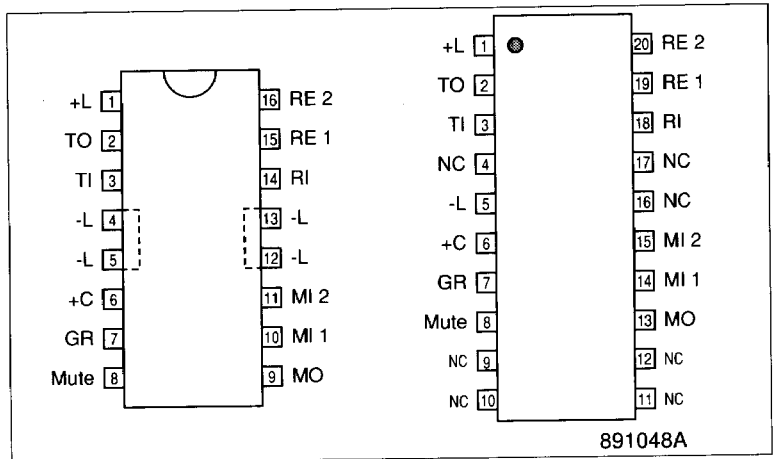 +L 1 16 RE 2
TO 2 15 RE 1
TI 3 14 RI
-L 4 13 -L
-L 5 12 -L
+C 6 11 MI 2
GR 7 10 MI 1
Mute 8 9 MO
+L 1 20 RE 2
TO 2 19 RE 1
TI 3 18 RI
NC 4 17 NC
-L 5 16 NC
+C 6 15 MI 2
GR 7 14 MI 1
Mute 8 13 MO
NC 9 12 NC
NC 10 11 NC
891048A